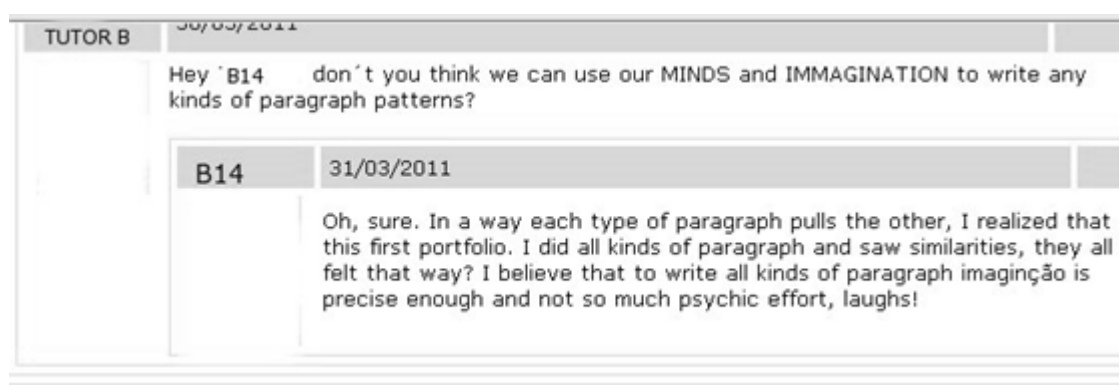 TUTOR B
30/03/2011
Hey ´B14 don´t you think we can use our MINDS and IMMAGINATION to write any
kinds of paragraph patterns?
B14
31/03/2011
Oh, sure. In a way each type of paragraph pulls the other, I realized that
this first portfolio. I did all kinds of paragraph and saw similarities, they all
felt that way? I believe that to write all kinds of paragraph imaginção is
precise enough and not so much psychic effort, laughs!